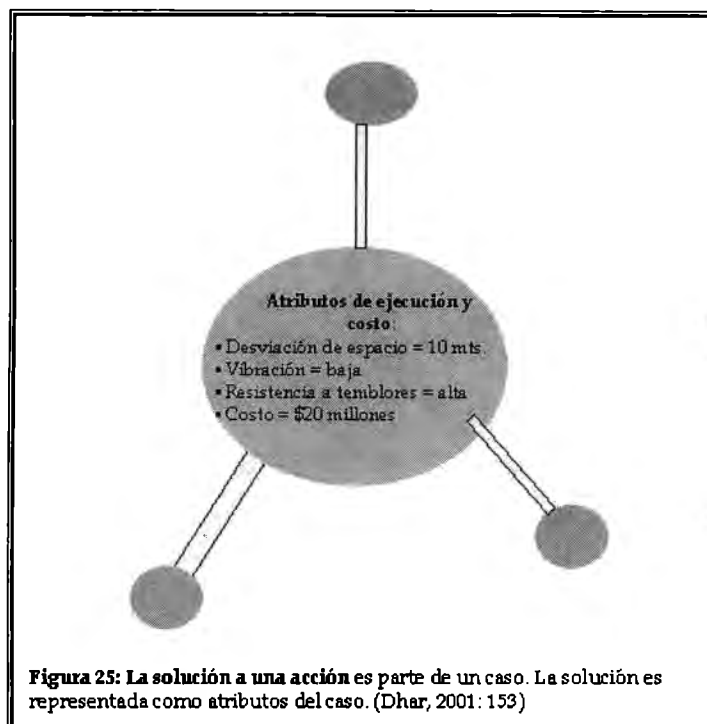 Atributos de ejecución y
costo:
▪ Desviación de espacio = 10 mts.
▪ Vibración = baja
▪ Resistencia a temblores = alta
▪ Costo = $20 millones
Figura 25: La solución a una acción es parte de un caso. La solución es
representada como atributos del caso. (Dhar, 2001: 153)